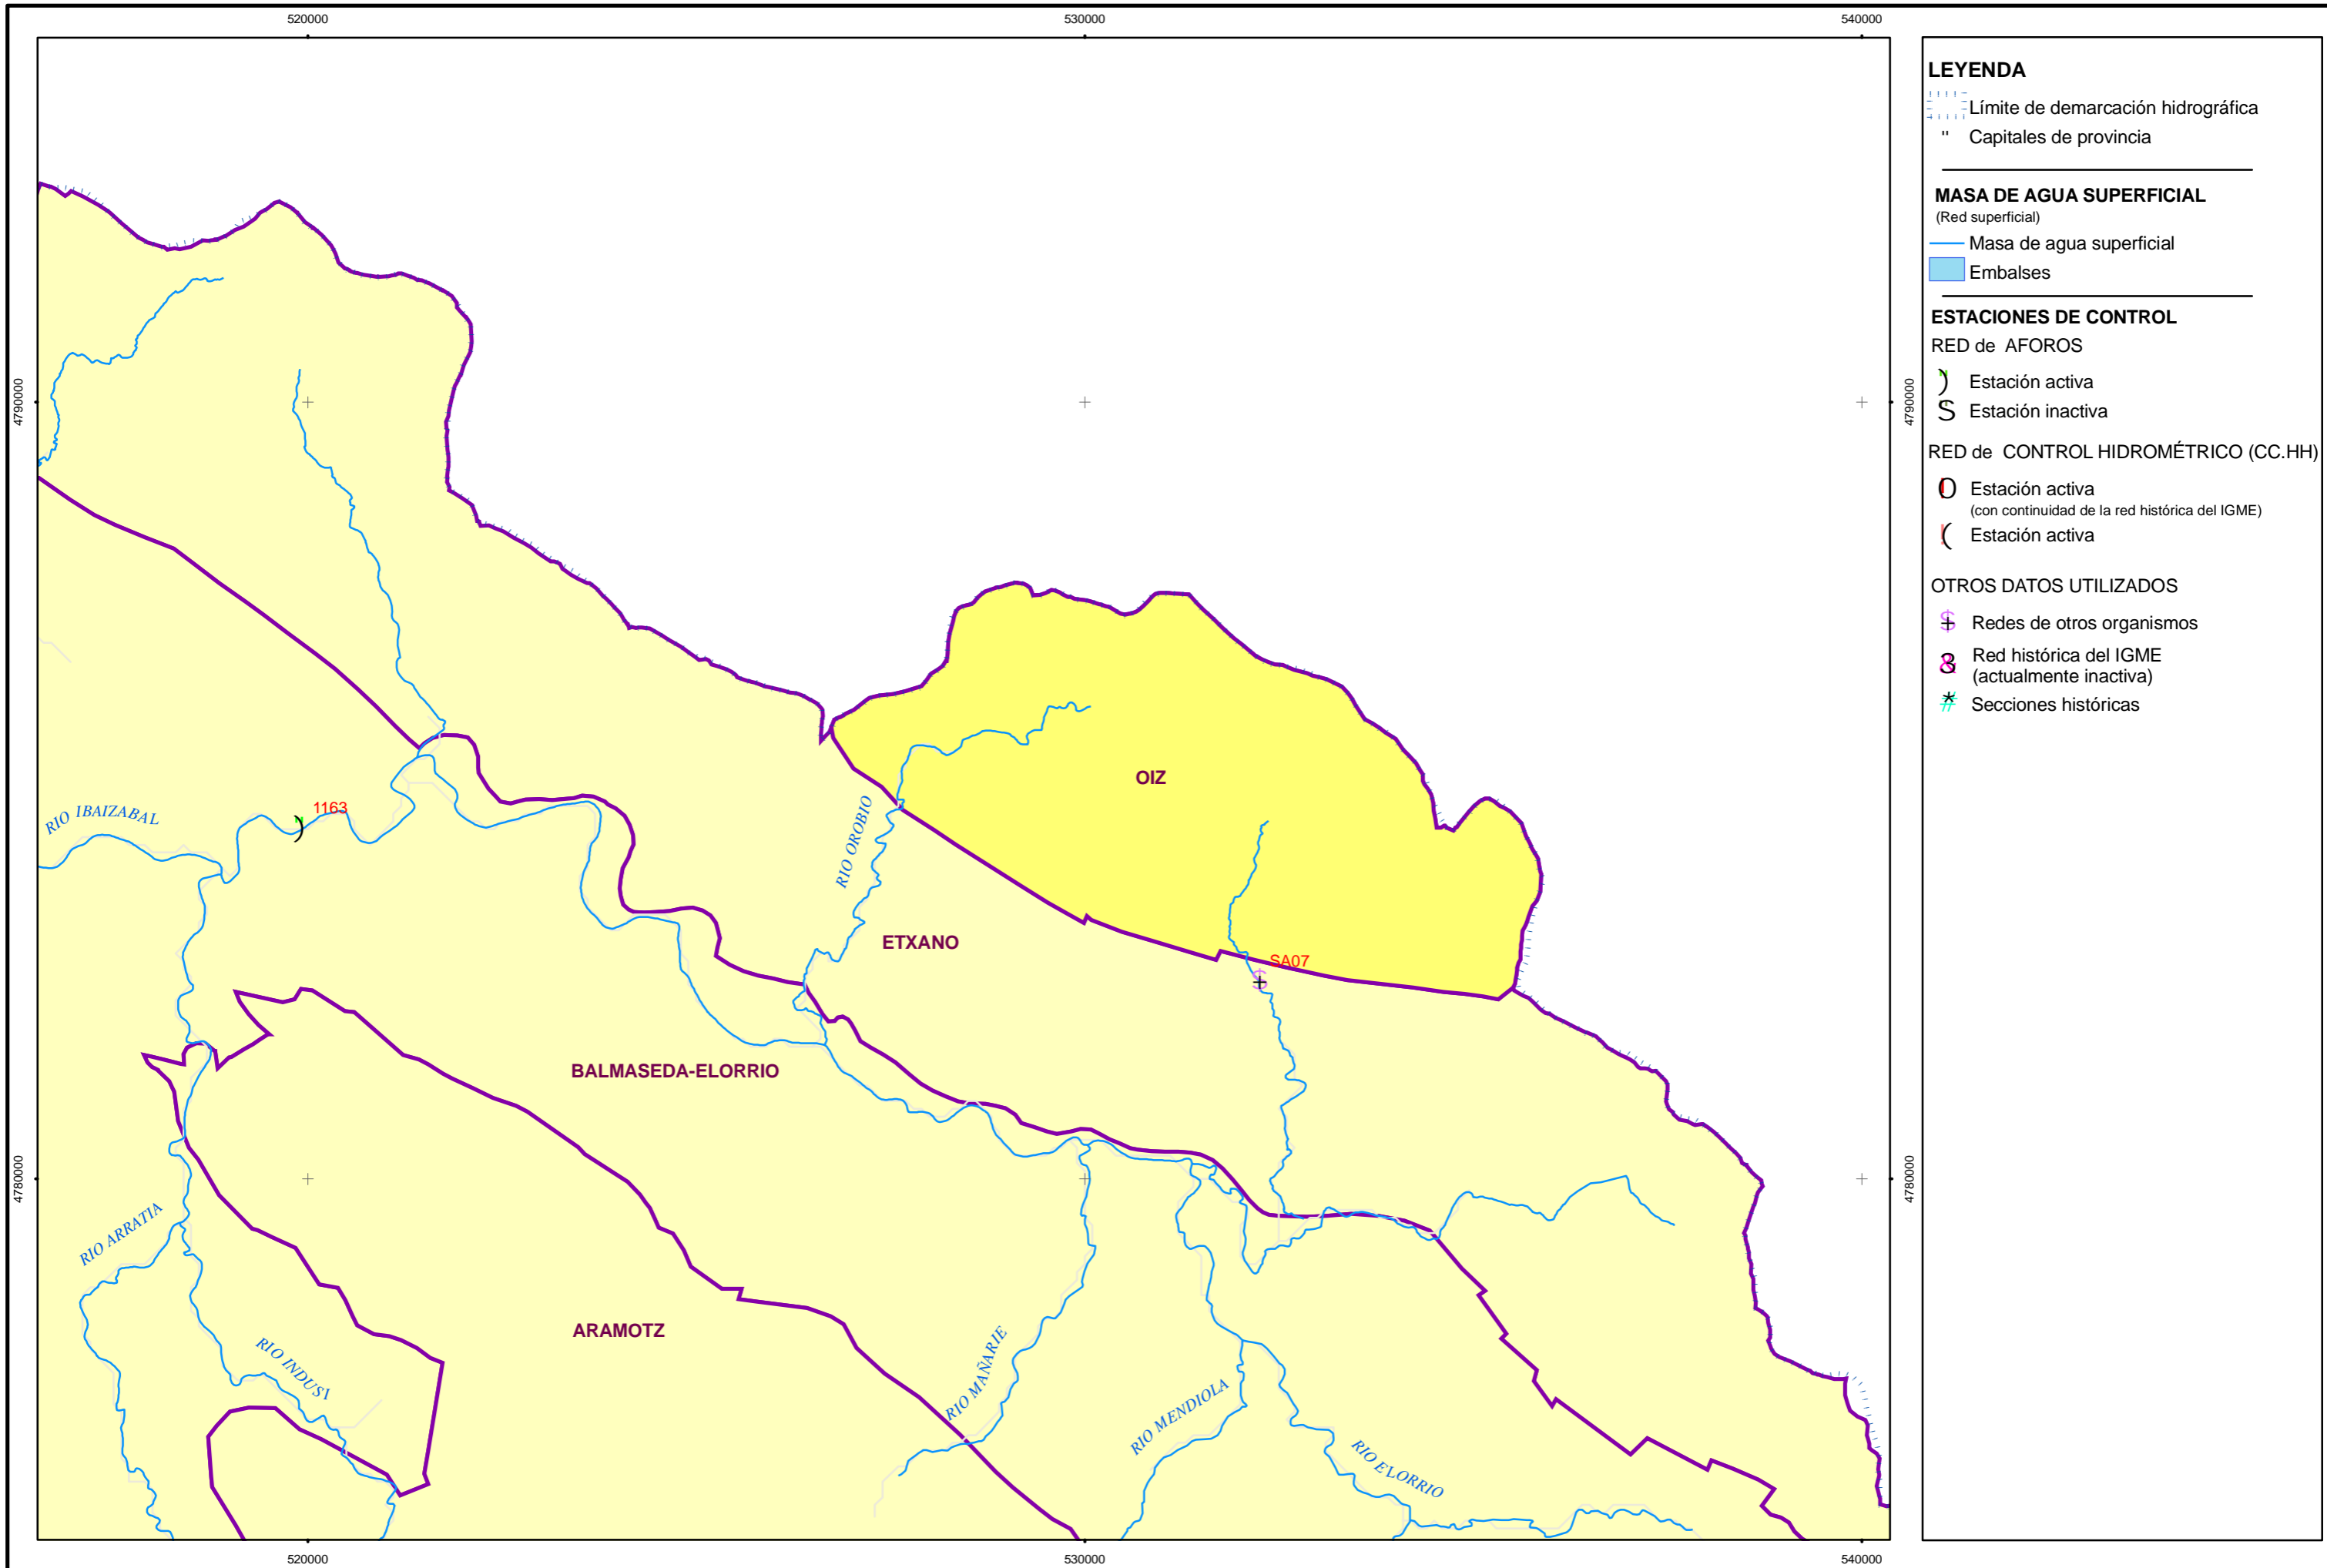 520000
530000
540000
4790000
4790000
4780000
4780000
RIO IBAIZABAL
1163
RIO OROBIO
OIZ
ETXANO
SA07
BALMASEDA-ELORRIO
RIO ARRATIA
ARAMOTZ
RIO INDUSI
RIO MAÑARIE
RIO MENDIOLA
RIO ELORRIO
520000
530000
540000
LEYENDA
Límite de demarcación hidrográfica
" Capitales de provincia
MASA DE AGUA SUPERFICIAL
(Red superficial)
Masa de agua superficial
Embalses
ESTACIONES DE CONTROL
RED de AFOROS
) Estación activa
S Estación inactiva
RED de CONTROL HIDROMÉTRICO (CC.HH)
Estación activa
(con continuidad de la red histórica del IGME)
( Estación activa
OTROS DATOS UTILIZADOS
Redes de otros organismos
Red histórica del IGME
(actualmente inactiva)
Secciones históricas